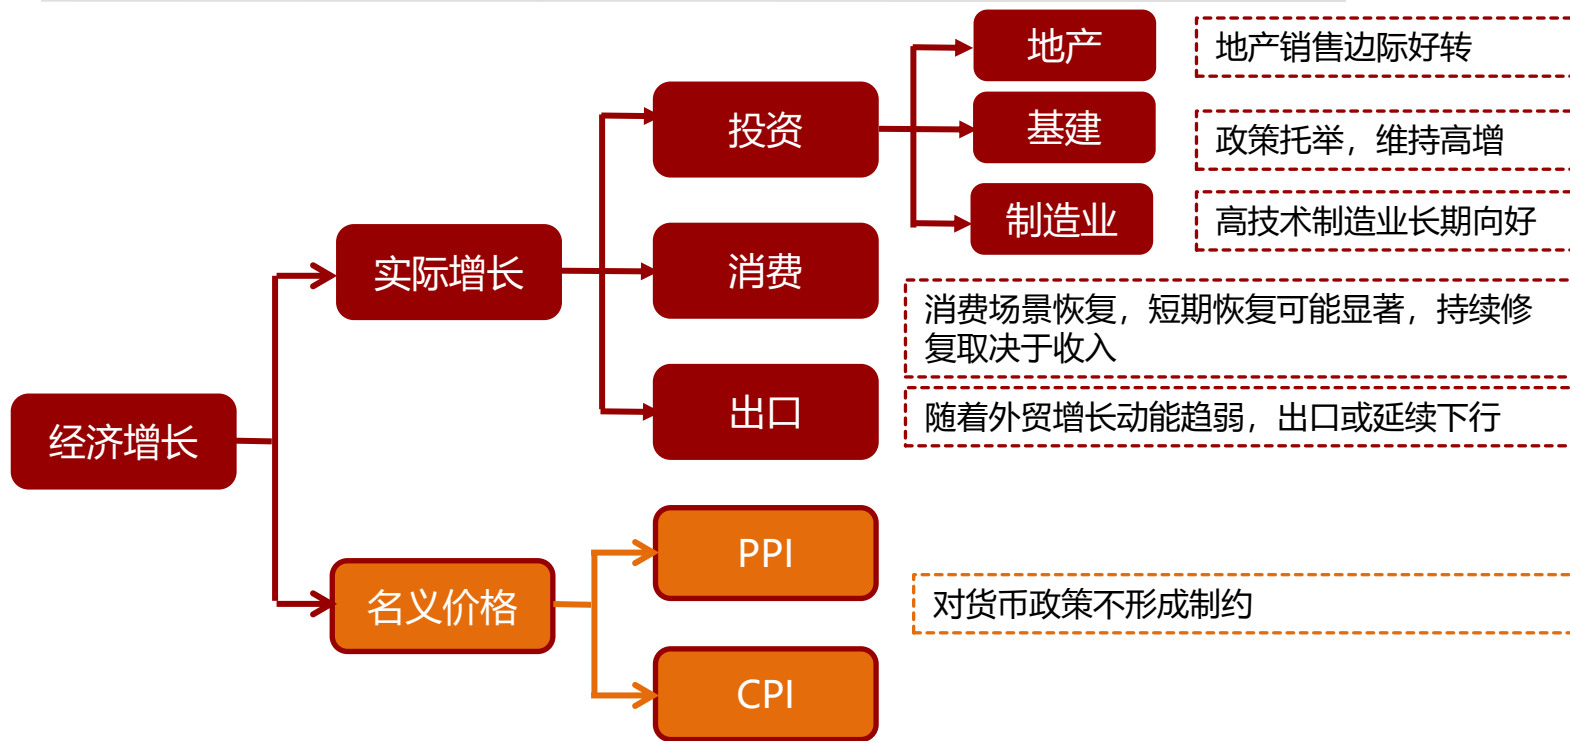 地产
地产销售边际好转
投资
基建
政策托举，维持高增
制造业
高技术制造业长期向好
实际增长
消费
消费场景恢复，短期恢复可能显著，持续修
复取决于收入
出口
随着外贸增长动能趋弱，出口或延续下行
经济增长
PPI
名义价格
对货币政策不形成制约
CPI